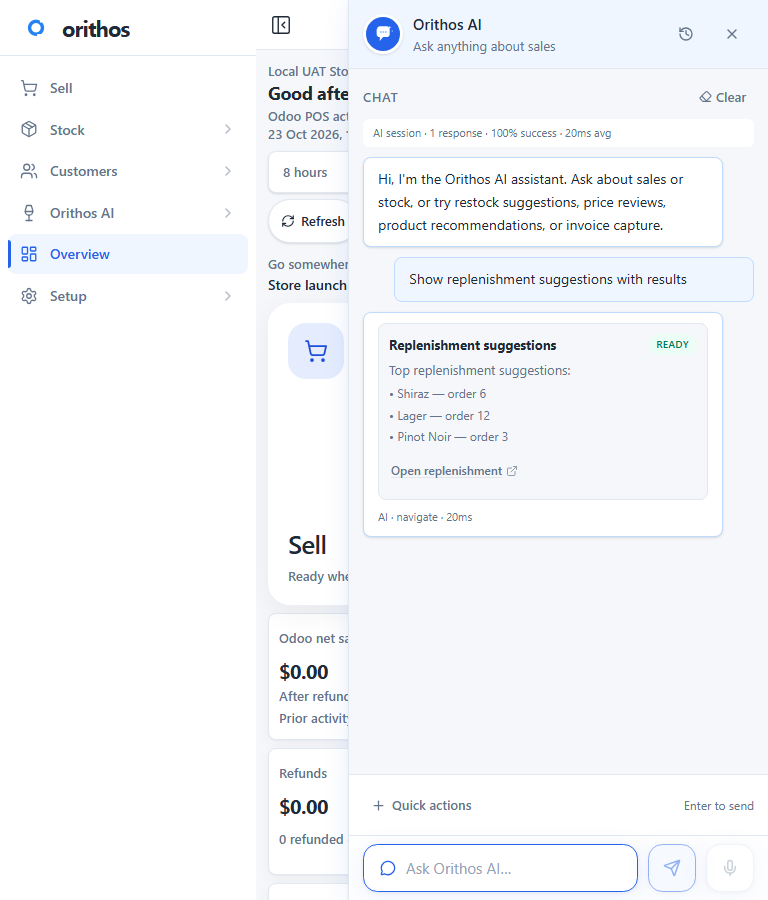 orithos
Sell
Stock
Customers
Orithos AI
Overview
Setup
Local UAT Sto
Good afte
Odoo POS act
23 Oct 2026,
8 hours
Refresh
Go somewher
Store launch
Sell
Ready whe
Odoo net sa
$0.00
After refund
Prior activity
Refunds
$0.00
0 refunded
Orithos AI
Ask anything about sales
CHAT
Clear
AI session · 1 response · 100% success · 20ms avg
Hi, I'm the Orithos AI assistant. Ask about sales or
stock, or try restock suggestions, price reviews,
product recommendations, or invoice capture.
Show replenishment suggestions with results
Replenishment suggestions
READY
Top replenishment suggestions:
• Shiraz — order 6
• Lager — order 12
• Pinot Noir — order 3
Open replenishment
AI · navigate · 20ms
Quick actions
Enter to send
Ask Orithos AI...